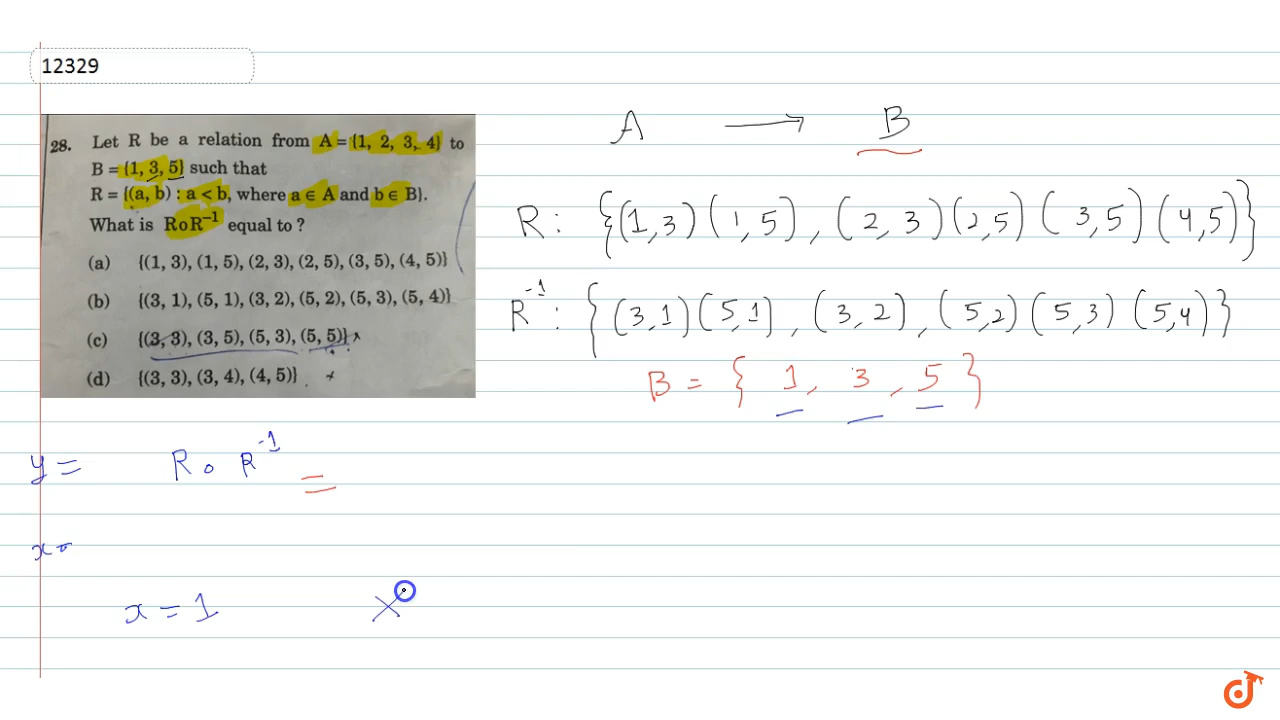 12329
28. Let R be a relation from A = {1, 2, 3, 4} to
B = {1, 3, 5} such that
R = {(a, b) : a < b, where a ∈ A and b ∈ B}.
What is RoR⁻¹ equal to ?
(a) {(1, 3), (1, 5), (2, 3), (2, 5), (3, 5), (4, 5)}
(b) {(3, 1), (5, 1), (3, 2), (5, 2), (5, 3), (5, 4)}
(c) {(3, 3), (3, 5), (5, 3), (5, 5)}
(d) {(3, 3), (3, 4), (4, 5)}
A → B
R : {(1,3) (1,5), (2,3) (2,5) (3,5) (4,5)}
R⁻¹ : {(3,1) (5,1), (3,2), (5,2) (5,3) (5,4)}
B = {1, 3, 5}
y = R o R⁻¹ =
x =
x = 1